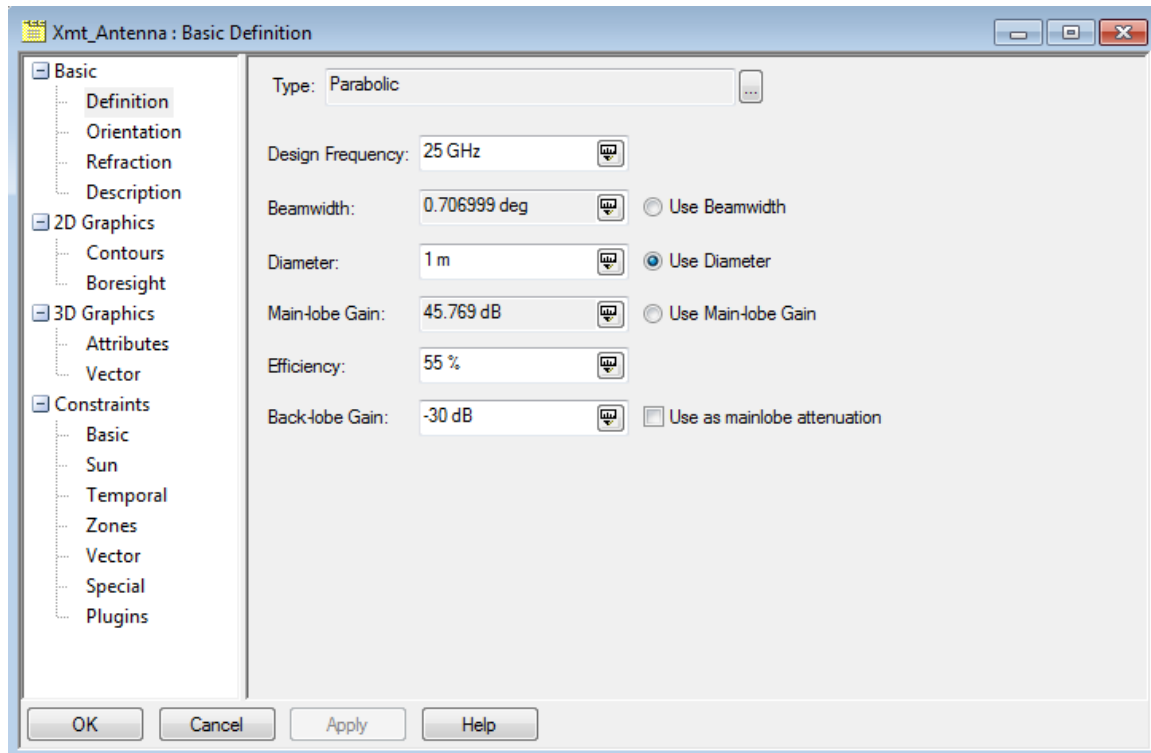 Xmt_Antenna : Basic Definition
Basic
Definition
Orientation
Refraction
Description
2D Graphics
Contours
Boresight
3D Graphics
Attributes
Vector
Constraints
Basic
Sun
Temporal
Zones
Vector
Special
Plugins
Type: Parabolic ...
Design Frequency: 25 GHz
Beamwidth: 0.706999 deg Use Beamwidth
Diameter: 1 m Use Diameter
Main-lobe Gain: 45.769 dB Use Main-lobe Gain
Efficiency: 55 %
Back-lobe Gain: -30 dB Use as mainlobe attenuation
OK Cancel Apply Help